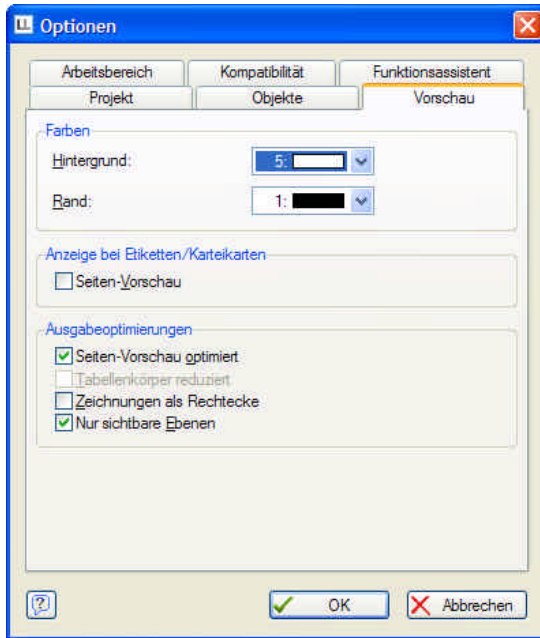 LL Optionen
Arbeitsbereich Kompatibilität Funktionsassistent
Projekt Objekte Vorschau
Farben
Hintergrund: 5:
Rand: 1:
Anzeige bei Etiketten/Karteikarten
Seiten-Vorschau
Ausgabeoptimierungen
Seiten-Vorschau optimiert
Tabellenkörper reduziert
Zeichnungen als Rechtecke
Nur sichtbare Ebenen
? OK Abbrechen